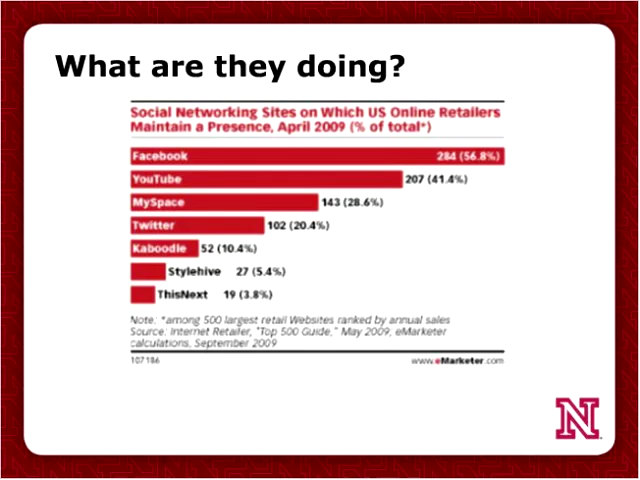 What are they doing?
Social Networking Sites on Which US Online Retailers
Maintain a Presence, April 2009 (% of total*)
Facebook 284 (56.8%)
YouTube 207 (41.4%)
MySpace 143 (28.6%)
Twitter 102 (20.4%)
Kaboodle 52 (10.4%)
Stylehive 27 (5.4%)
ThisNext 19 (3.8%)
Note: *among 500 largest retail Websites ranked by annual sales
Source: Internet Retailer, "Top 500 Guide," May 2009; eMarketer
calculations, September 2009
107186 www.eMarketer.com
N